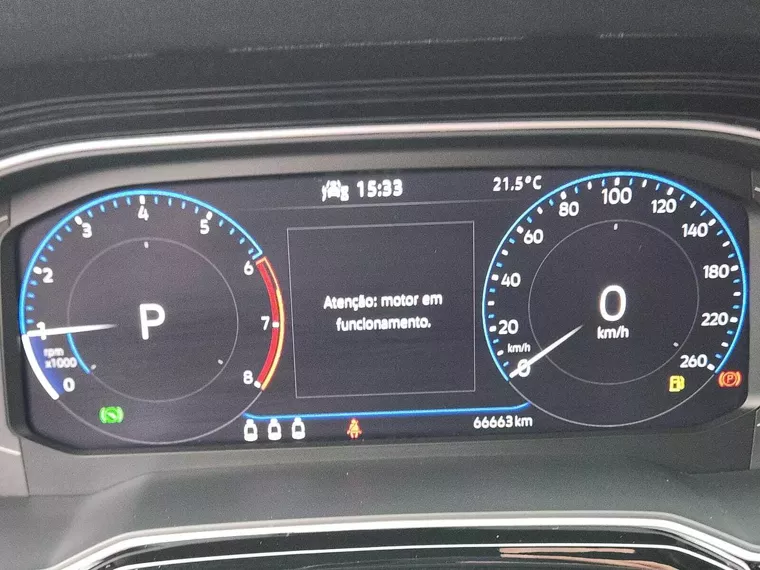 15:33
21.5°C
1 2 3 4 5 6 7 8
rpm
x1000
0
P
Atenção: motor em
funcionamento.
0 20 40 60 80 100 120 140 180 220 260
km/h
0
km/h
P
66663 km